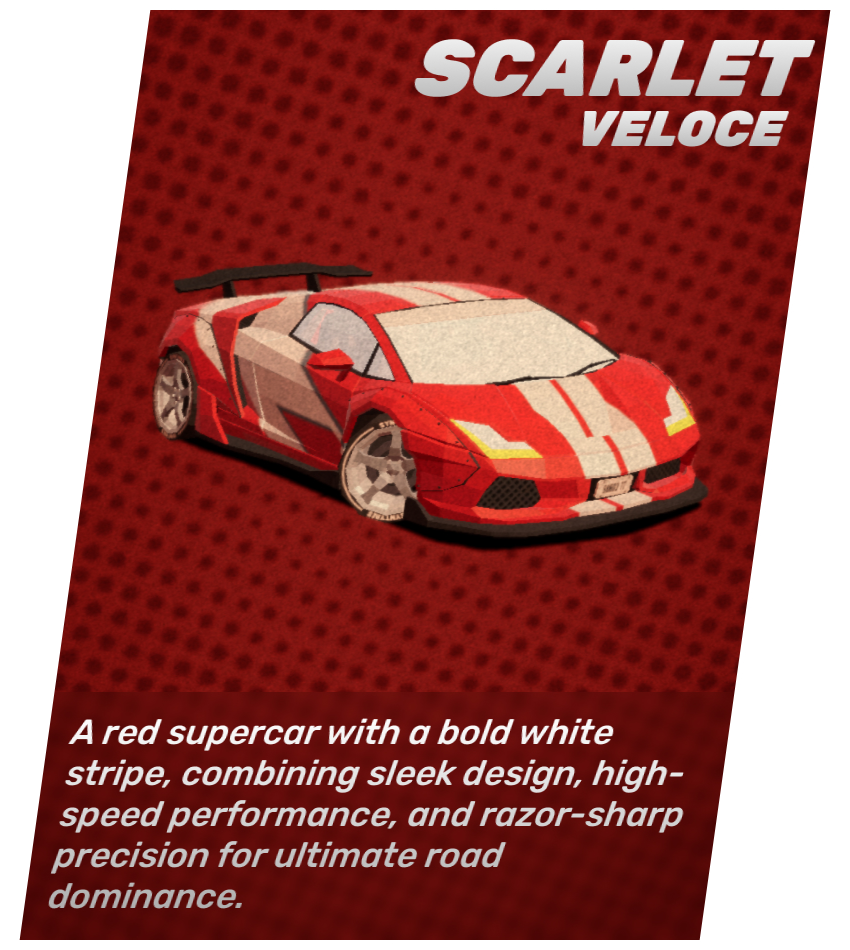 SCARLET
VELOCE
A red supercar with a bold white
stripe, combining sleek design, high-
speed performance, and razor-sharp
precision for ultimate road
dominance.